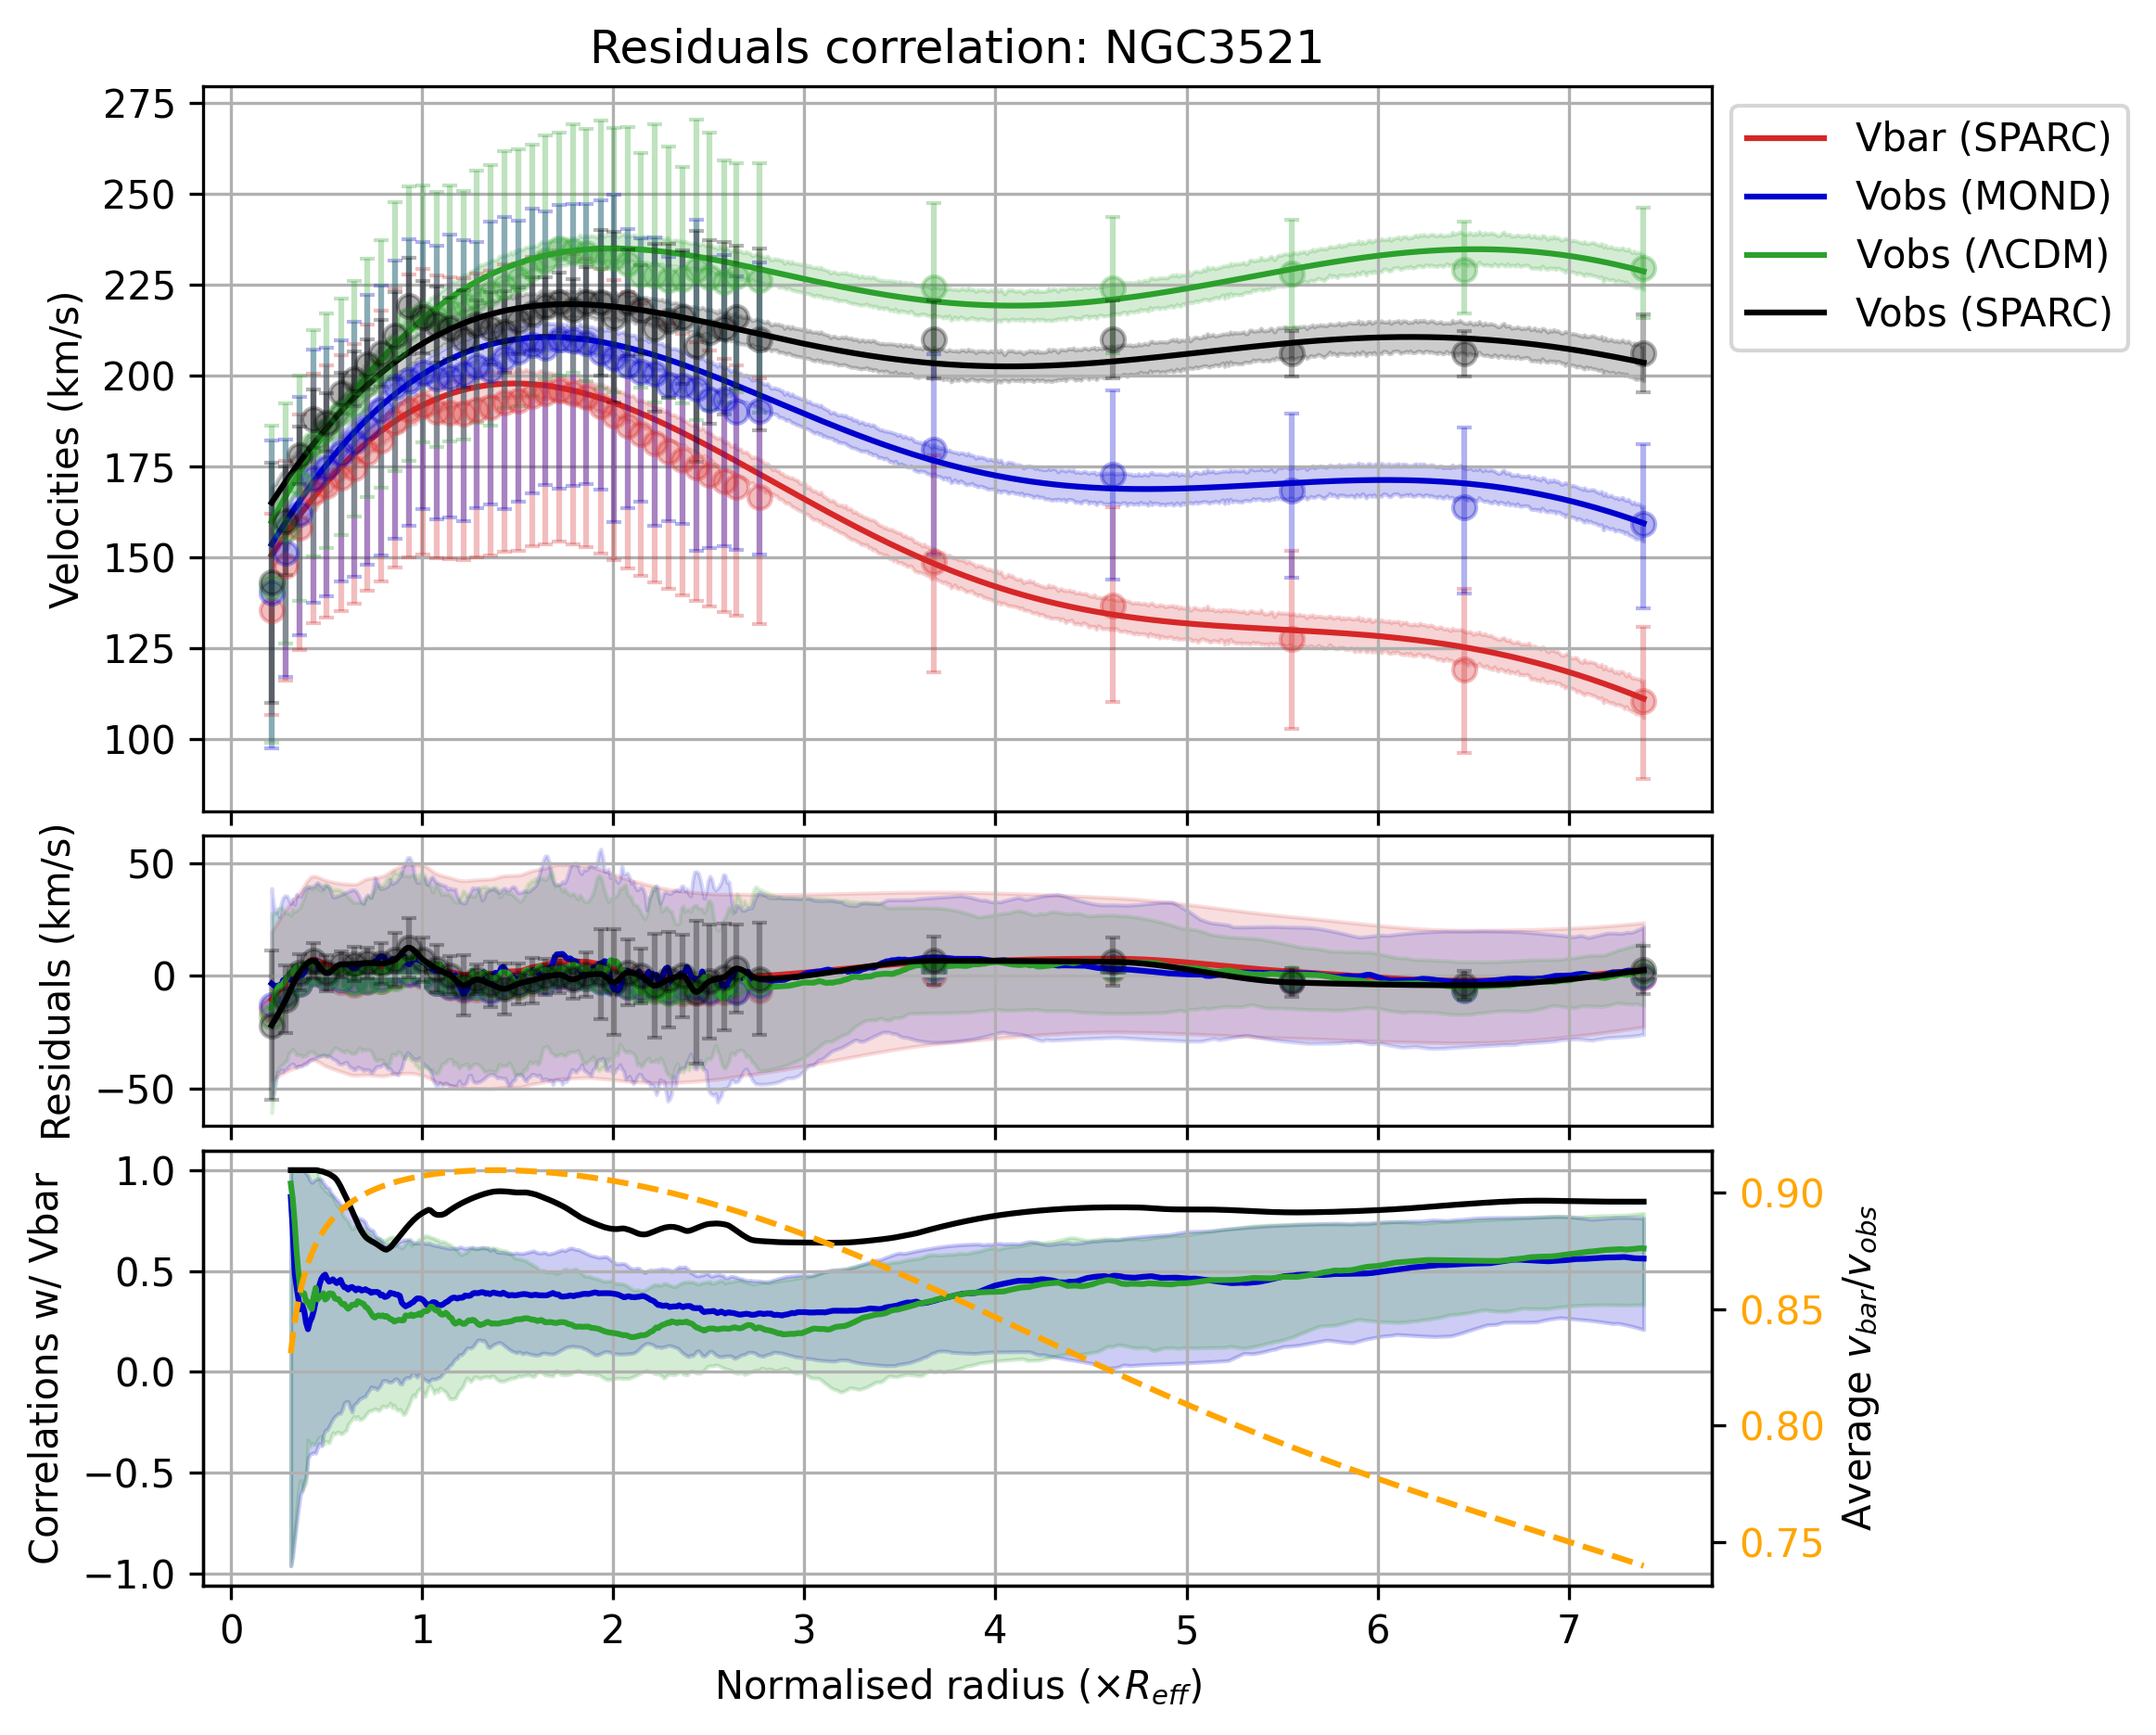 Residuals correlation: NGC3521
275
250
225
200
175
150
125
100
Velocities (km/s)
Vbar (SPARC)
Vobs (MOND)
Vobs (ΛCDM)
Vobs (SPARC)
50
0
−50
Residuals (km/s)
1.0
0.5
0.0
−0.5
−1.0
Correlations w/ Vbar
0.90
0.85
0.80
0.75
Average v_bar/v_obs
0 1 2 3 4 5 6 7
Normalised radius (×R_eff)